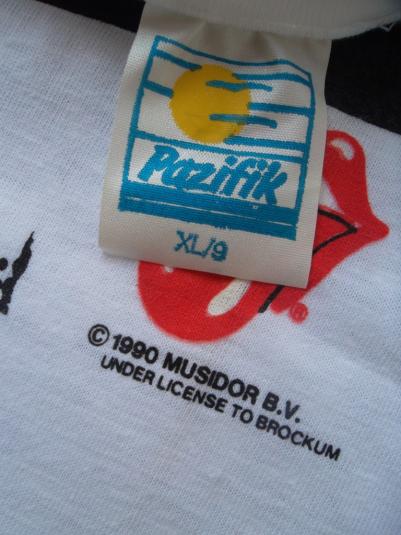 Pazifik
XL/9
®
© 1990 MUSIDOR B.V.
UNDER LICENSE TO BROCKUM